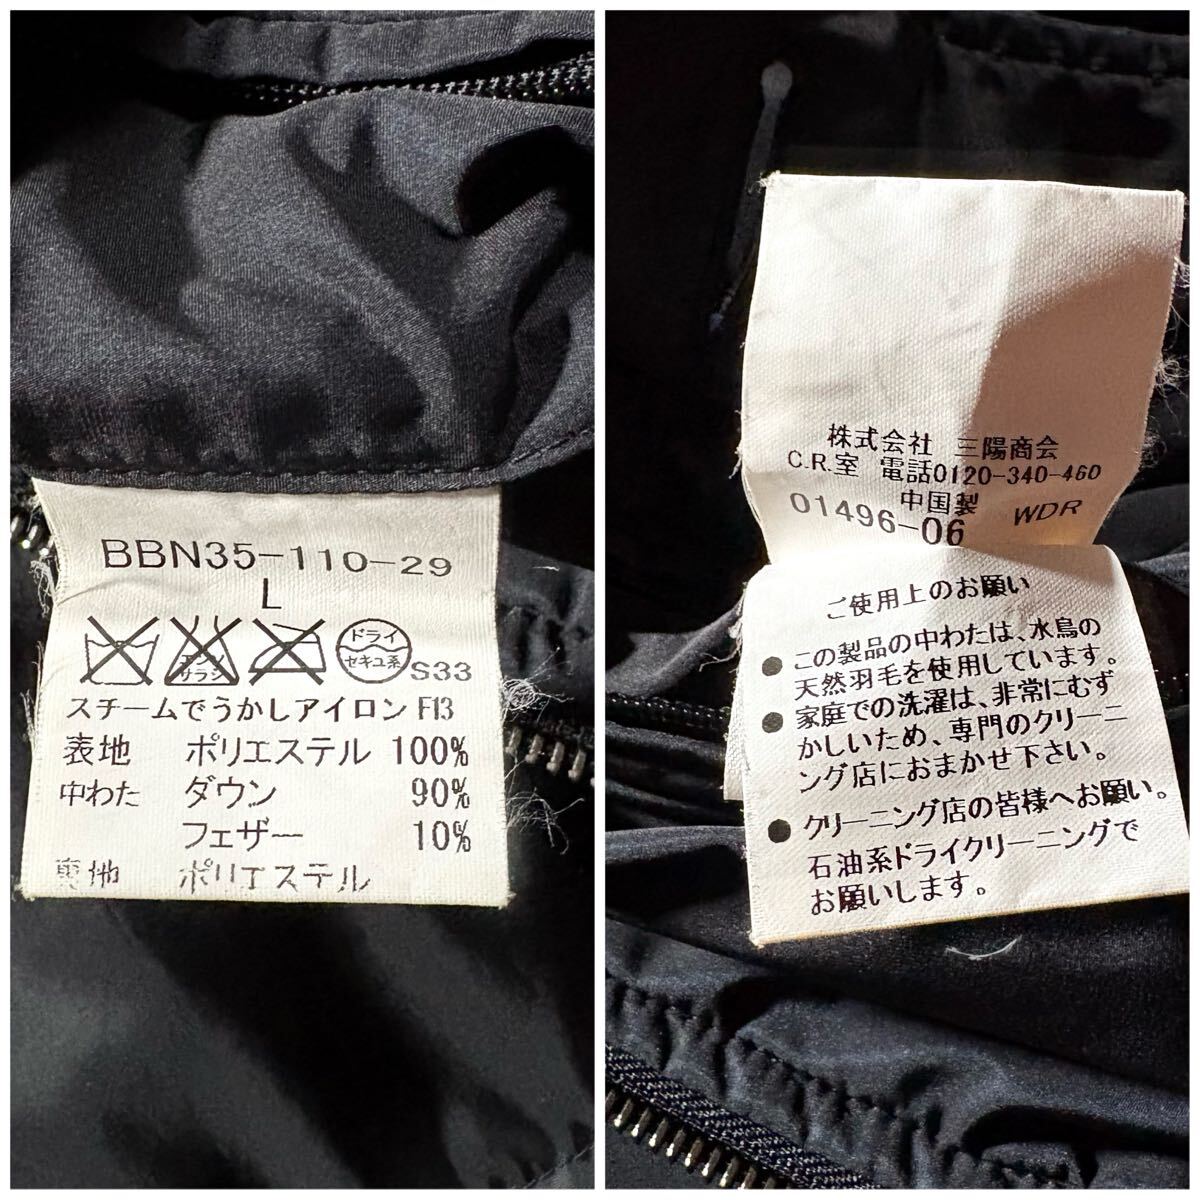 BBN35-110-29
L
エンソ
サラシ
ドライ
セキユ系
S33
スチームでうかしアイロン F13
表地 ポリエステル 100%
中わた ダウン 90%
フェザー 10%
裏地 ポリエステル
株式会社 三陽商会
C.R.室 電話0120-340-460
中国製
01496-06 WDR
ご使用上のお願い
● この製品の中わたは、水鳥の
天然羽毛を使用しています。
● 家庭での洗濯は、非常にむず
かしいため、専門のクリーニ
ング店におまかせ下さい。
● クリーニング店の皆様へお願い。
石油系ドライクリーニングで
お願いします。